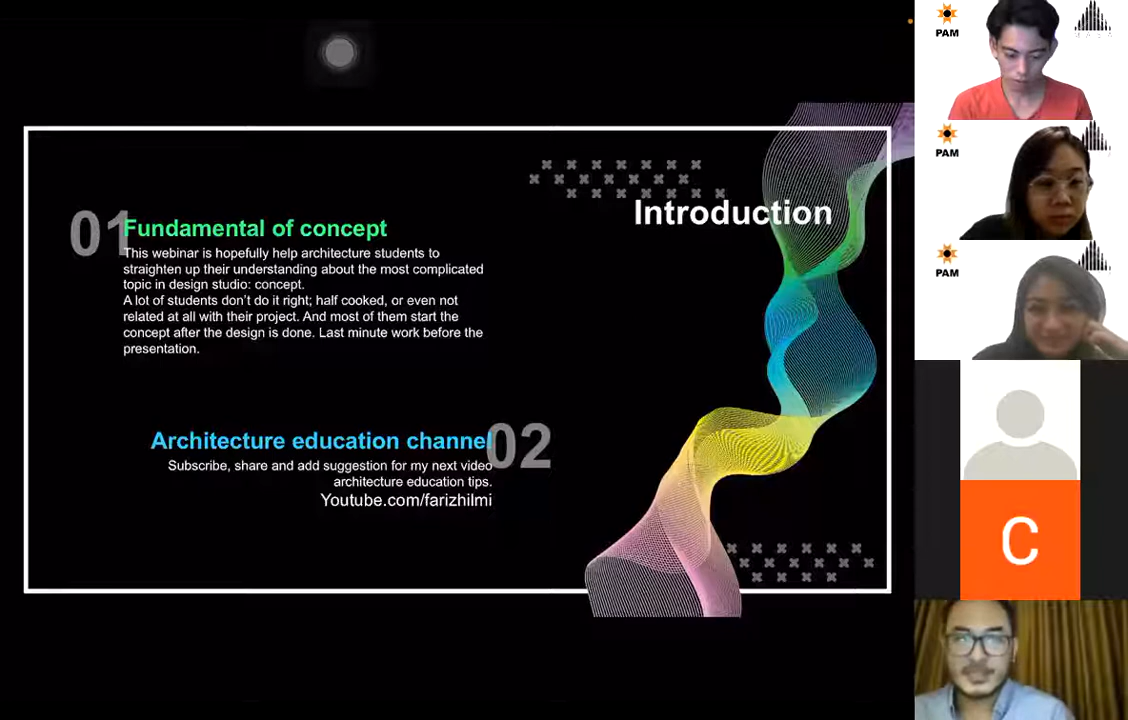 Introduction
01
Fundamental of concept
This webinar is hopefully help architecture students to
straighten up their understanding about the most complicated
topic in design studio: concept.
A lot of students don't do it right; half cooked, or even not
related at all with their project. And most of them start the
concept after the design is done. Last minute work before the
presentation.
Architecture education channel
02
Subscribe, share and add suggestion for my next video
architecture education tips.
Youtube.com/farizhilmi
PAM
PAM
PAM
C